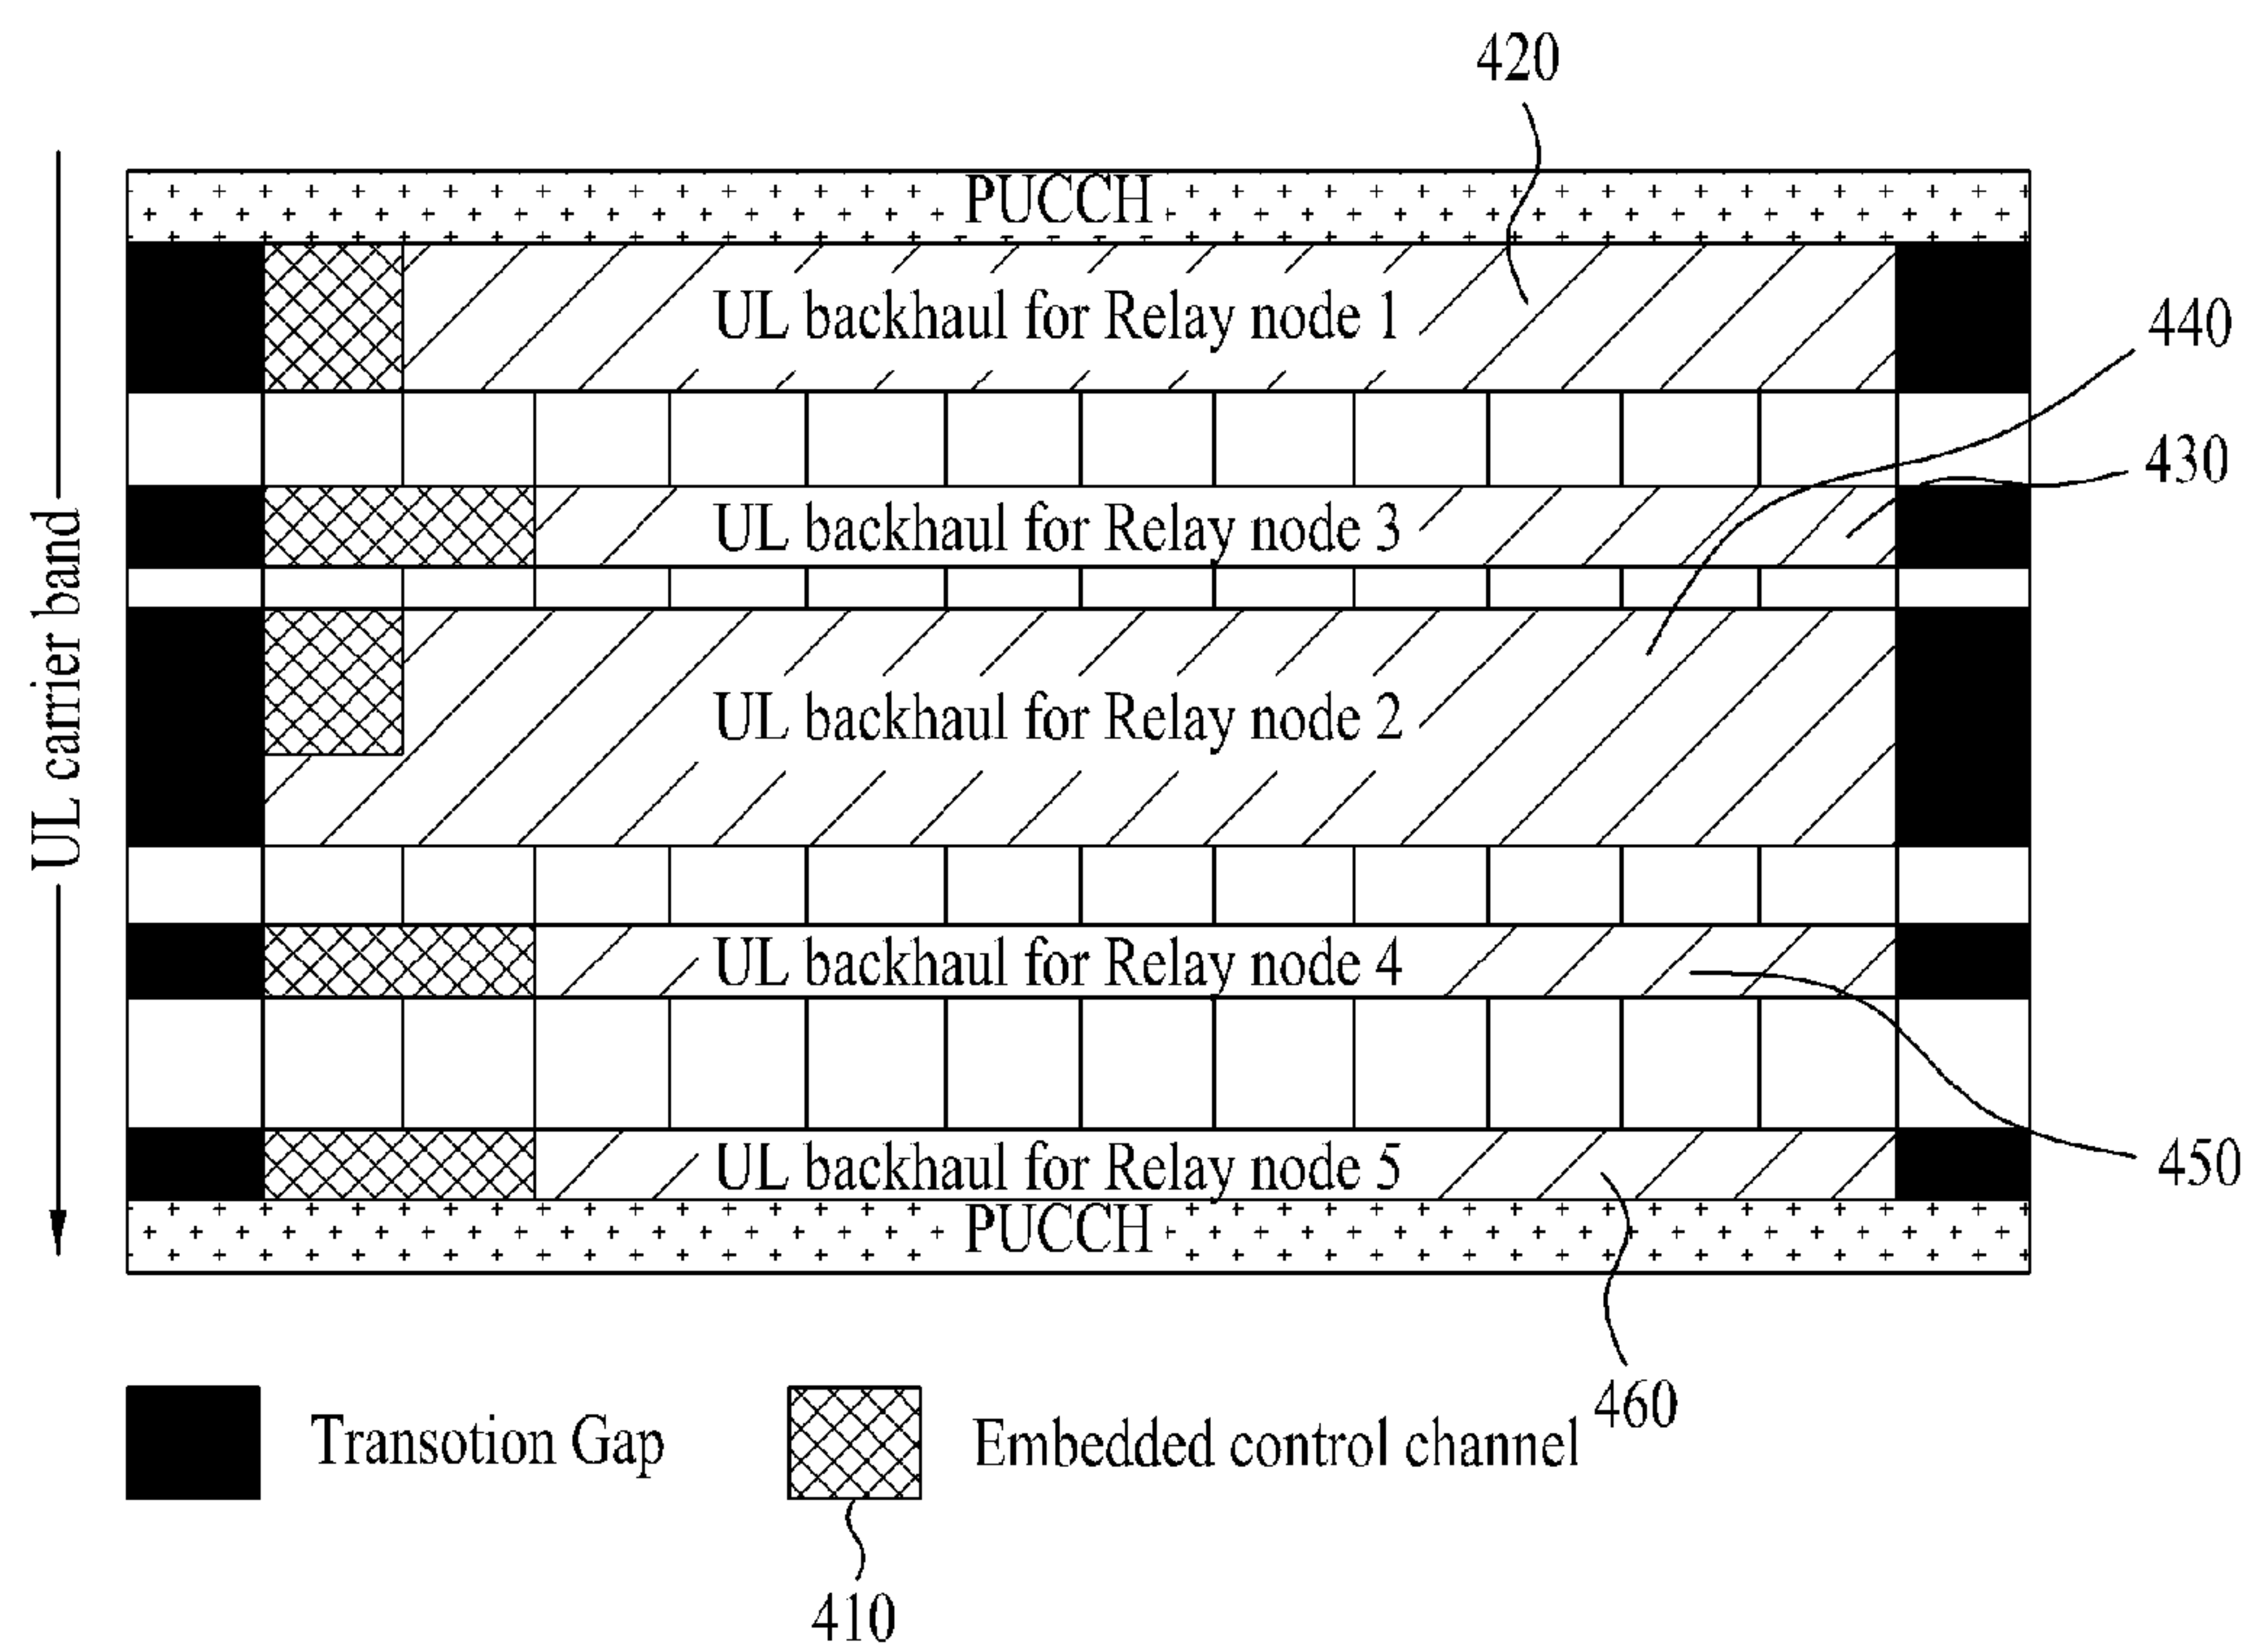 420
PUCCH
UL backhaul for Relay node 1
440
430
UL backhaul for Relay node 3
UL carrier band
UL backhaul for Relay node 2
UL backhaul for Relay node 4
UL backhaul for Relay node 5
450
PUCCH
460
Transotion Gap
Embedded control channel
410